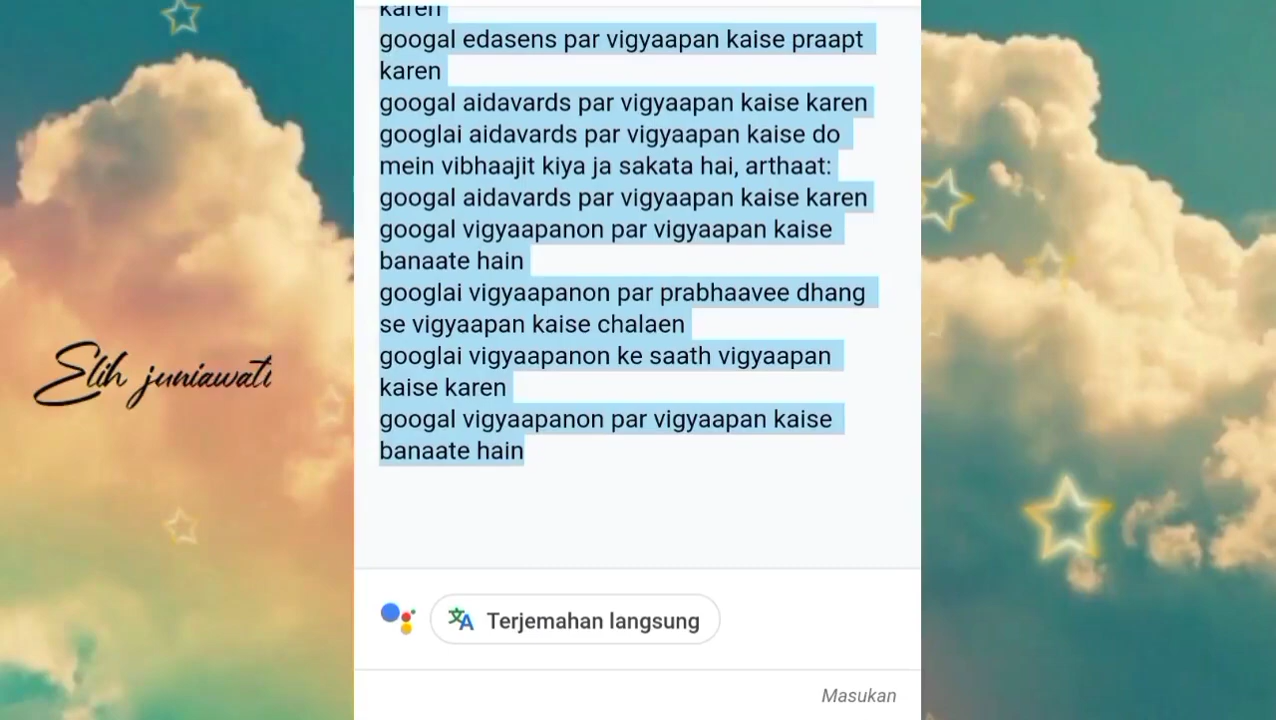 karen
googal edasens par vigyaapan kaise praapt
karen
googal aidavards par vigyaapan kaise karen
googlai aidavards par vigyaapan kaise do
mein vibhaajit kiya ja sakata hai, arthaat:
googal aidavards par vigyaapan kaise karen
googal vigyaapanon par vigyaapan kaise
banaate hain
googlai vigyaapanon par prabhaavee dhang
se vigyaapan kaise chalaen
googlai vigyaapanon ke saath vigyaapan
kaise karen
googal vigyaapanon par vigyaapan kaise
banaate hain
Elih juniawati
Terjemahan langsung
Masukan